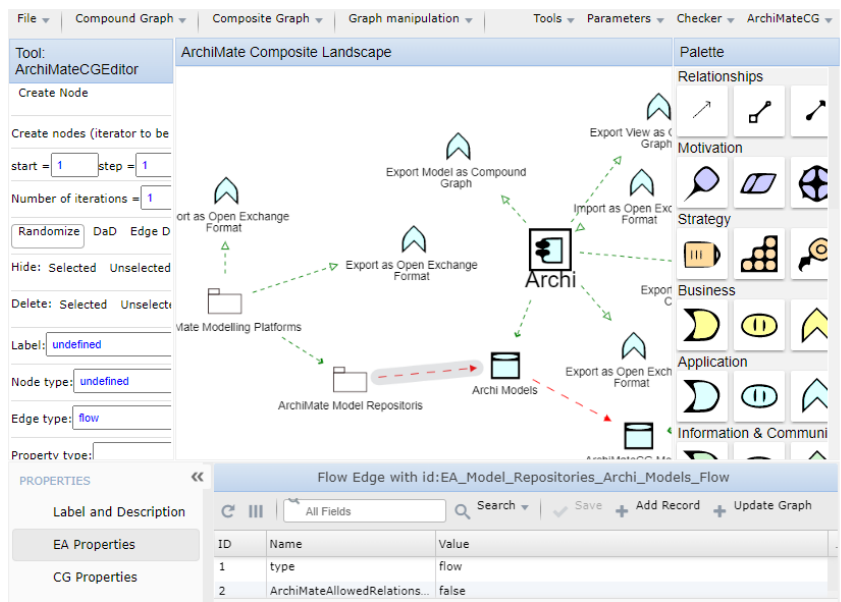 File Compound Graph Composite Graph Graph manipulation Tools Parameters Checker ArchiMateCG
Tool:
ArchiMateCGEditor
Create Node
Create nodes (iterator to be
start = 1 step = 1
Number of iterations = 1
Randomize DaD Edge D
Hide: Selected Unselected
Delete: Selected Unselecte
Label: undefined
Node type: undefined
Edge type: flow
Property type:
ArchiMate Composite Landscape
Export View as C
Graph
Export Model as Compound
Graph
Import as Open Exc
Format
ort as Open Exchange
Format
Export as Open Exchange
Format
Archi
Export
C
Mate Modelling Platforms
Export as Open Exch
Format
Archi Models
ArchiMate Model Repositoris
ArchiMateCG Mo
Palette
Relationships
Motivation
Strategy
Business
Application
Information & Communi
PROPERTIES
Label and Description
EA Properties
CG Properties
Flow Edge with id:EA_Model_Repositories_Archi_Models_Flow
All Fields Search Save Add Record Update Graph
ID Name Value
1 type flow
2 ArchiMateAllowedRelations... false